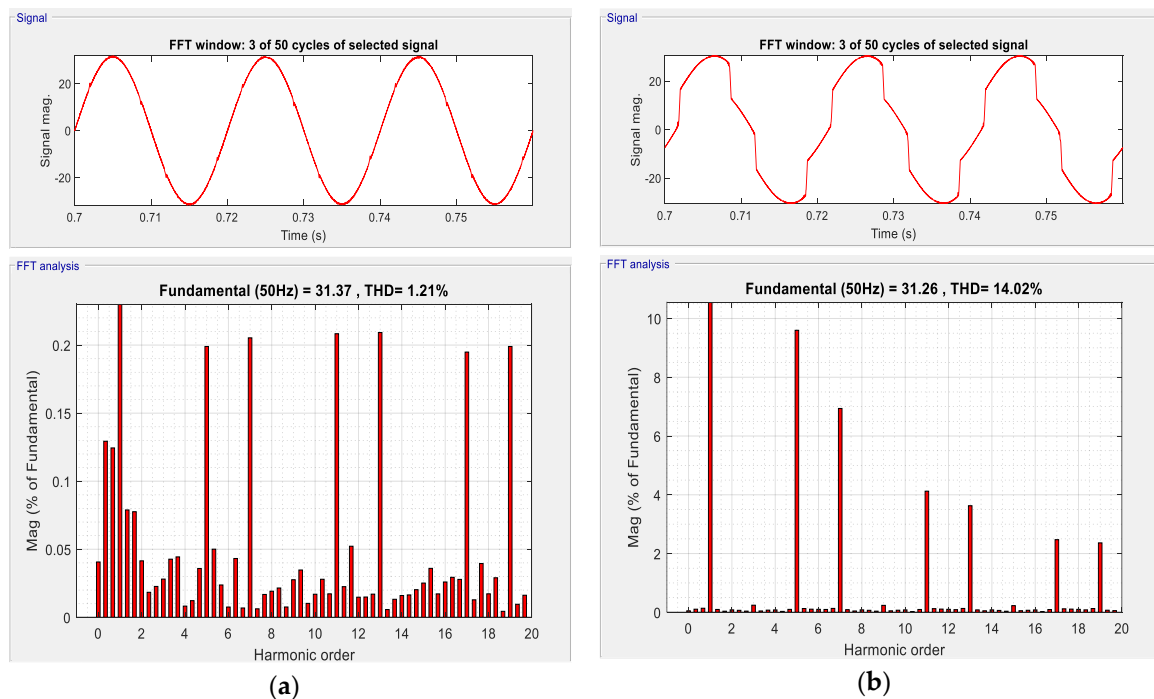 Signal
FFT window: 3 of 50 cycles of selected signal
Signal mag.
20
0
-20
0.7 0.71 0.72 0.73 0.74 0.75
Time (s)
FFT analysis
Fundamental (50Hz) = 31.37 , THD= 1.21%
Mag (% of Fundamental)
0.2
0.15
0.1
0.05
0
0 2 4 6 8 10 12 14 16 18 20
Harmonic order
(a)
Signal
FFT window: 3 of 50 cycles of selected signal
Signal mag.
20
0
-20
0.7 0.71 0.72 0.73 0.74 0.75
Time (s)
FFT analysis
Fundamental (50Hz) = 31.26 , THD= 14.02%
Mag (% of Fundamental)
10
8
6
4
2
0
0 2 4 6 8 10 12 14 16 18 20
Harmonic order
(b)